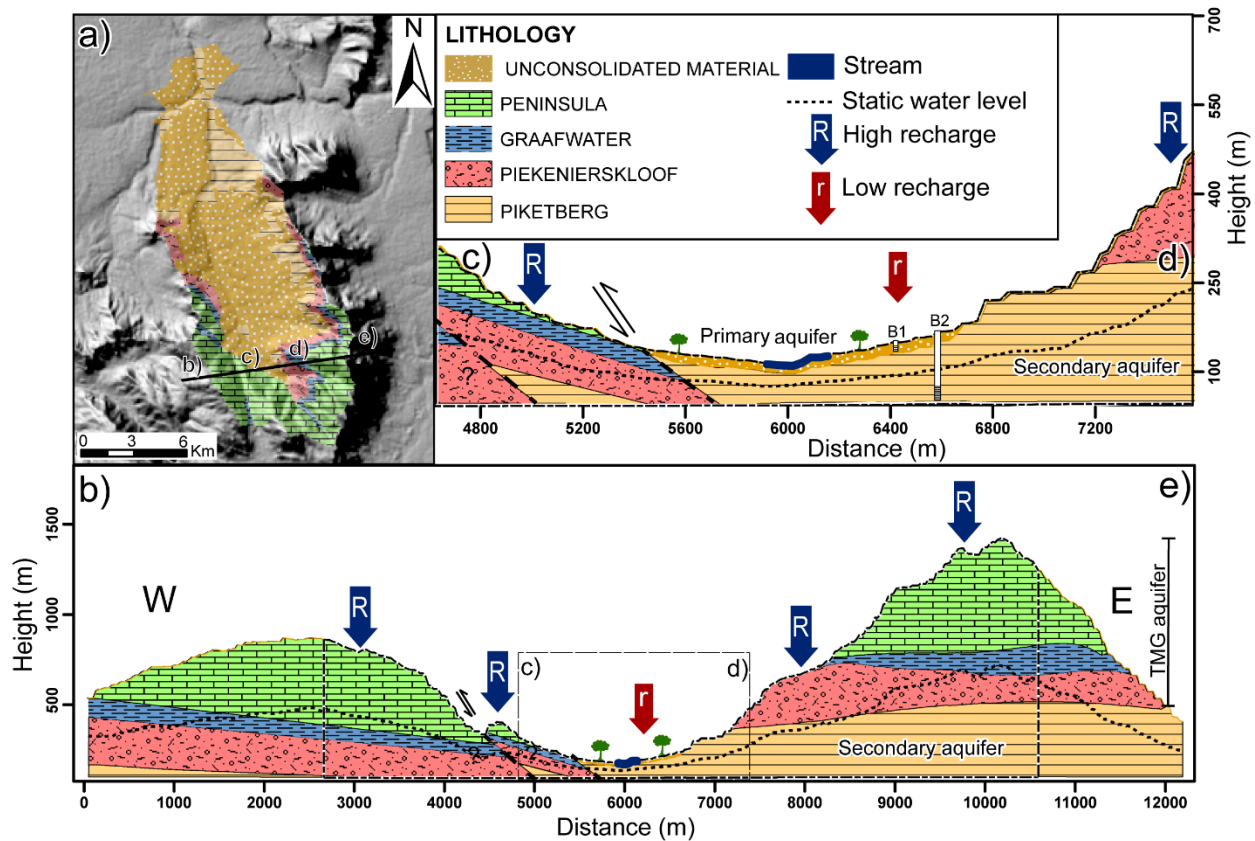 a)
N
b)
c)
d)
e)
0 3 6
Km
LITHOLOGY
UNCONSOLIDATED MATERIAL
PENINSULA
GRAAFWATER
PIEKENIERSKLOOF
PIKETBERG
Stream
Static water level
R High recharge
r Low recharge
c)
d)
R
r
R
?
?
Primary aquifer
B1
B2
Secondary aquifer
700
550
400
250
100
Height (m)
4800 5200 5600 6000 6400 6800 7200
Distance (m)
b)
e)
W
E
R
R
c)
d)
r
R
R
?
?
Secondary aquifer
TMG aquifer
1500
1000
500
Height (m)
0 1000 2000 3000 4000 5000 6000 7000 8000 9000 10000 11000 12000
Distance (m)